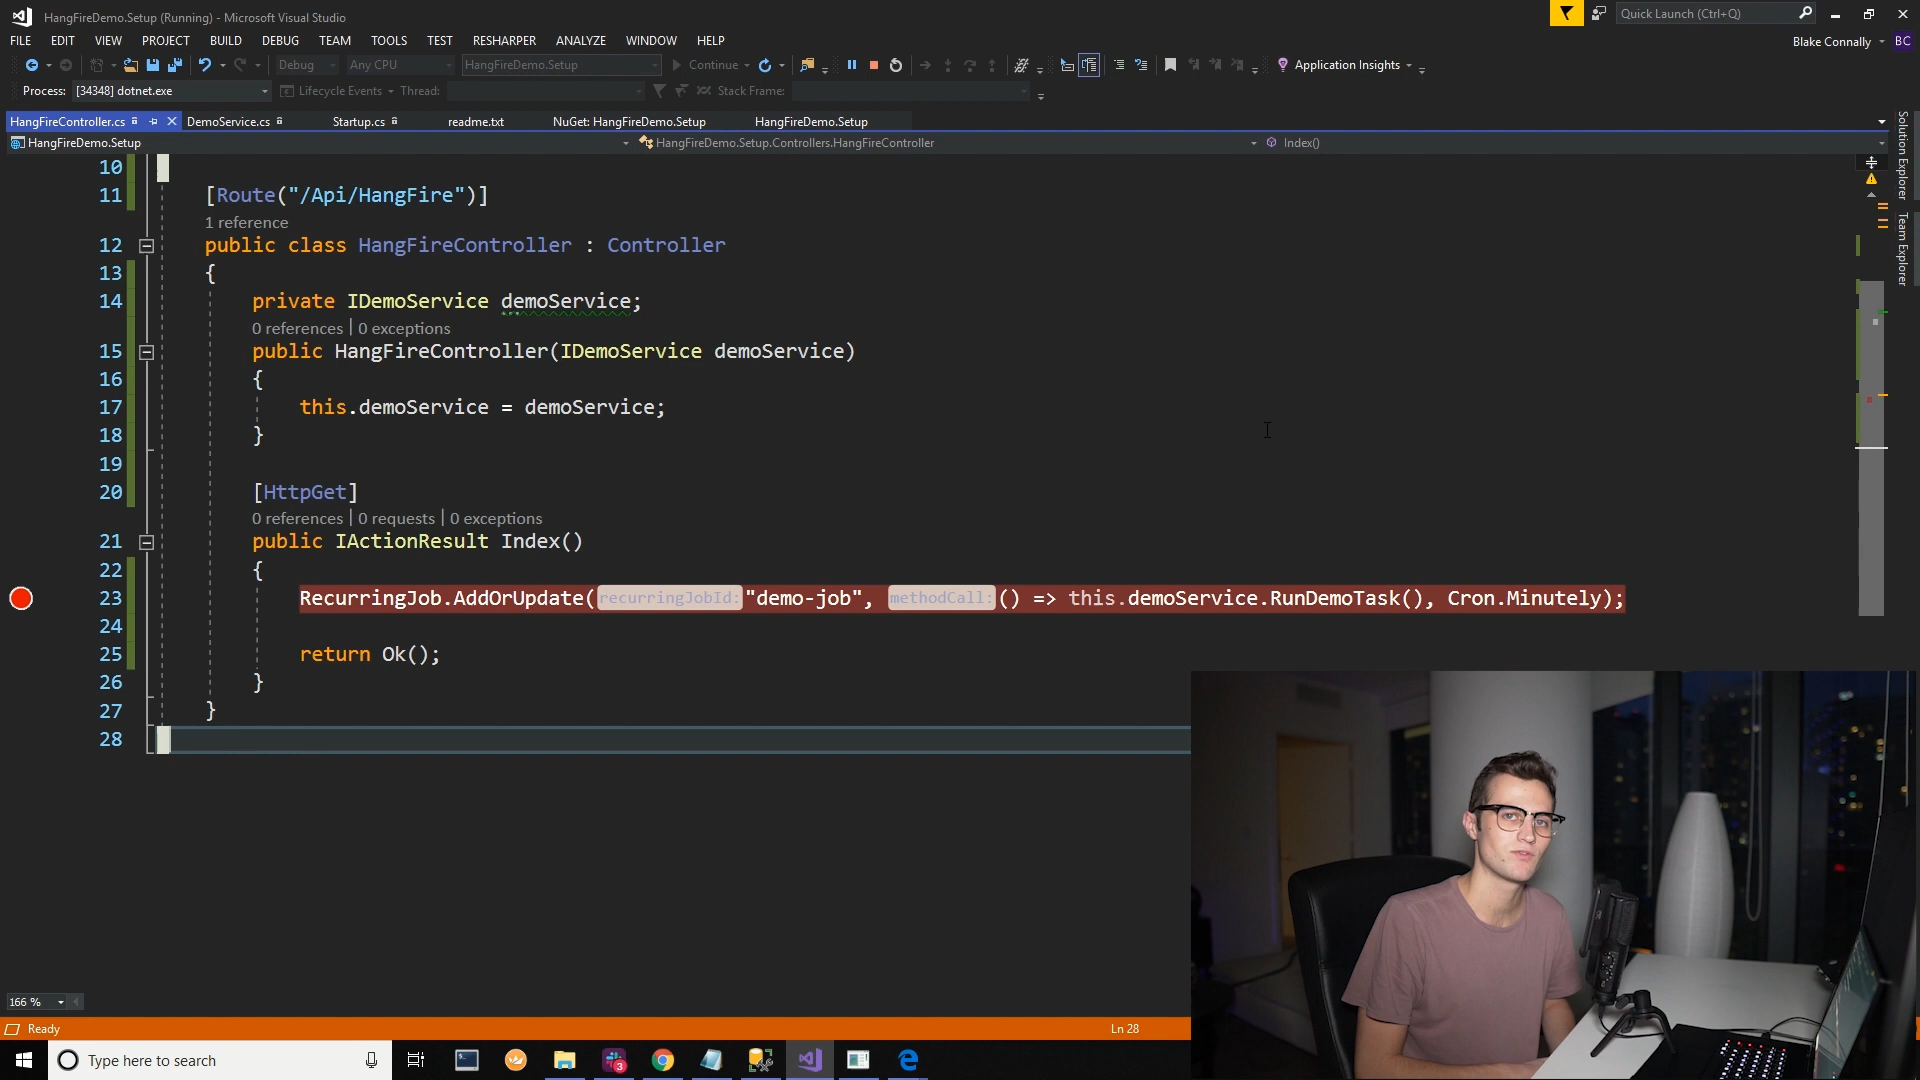 HangFireDemo.Setup (Running) - Microsoft Visual Studio
Quick Launch (Ctrl+Q)
FILE EDIT VIEW PROJECT BUILD DEBUG TEAM TOOLS TEST RESHARPER ANALYZE WINDOW HELP
Blake Connally BC
Debug Any CPU HangFireDemo.Setup Continue Application Insights
Process: [34348] dotnet.exe Lifecycle Events Thread: Stack Frame:
HangFireController.cs DemoService.cs Startup.cs readme.txt NuGet: HangFireDemo.Setup HangFireDemo.Setup
HangFireDemo.Setup HangFireDemo.Setup.Controllers.HangFireController Index()
Solution Explorer
Team Explorer
10
11 [Route("/Api/HangFire")]
1 reference
12 public class HangFireController : Controller
13 {
14 private IDemoService demoService;
0 references | 0 exceptions
15 public HangFireController(IDemoService demoService)
16 {
17 this.demoService = demoService;
18 }
19
20 [HttpGet]
0 references | 0 requests | 0 exceptions
21 public IActionResult Index()
22 {
23 RecurringJob.AddOrUpdate(recurringJobId:"demo-job", methodCall:() => this.demoService.RunDemoTask(), Cron.Minutely);
24
25 return Ok();
26 }
27 }
28
166 %
Ready Ln 28
Type here to search
3